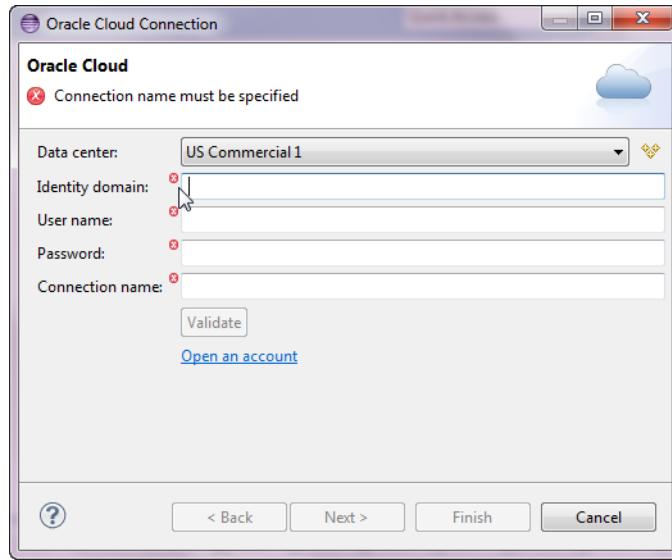 Oracle Cloud Connection
Oracle Cloud
Connection name must be specified
Data center: US Commercial 1
Identity domain:
User name:
Password:
Connection name:
Validate
Open an account
< Back Next > Finish Cancel